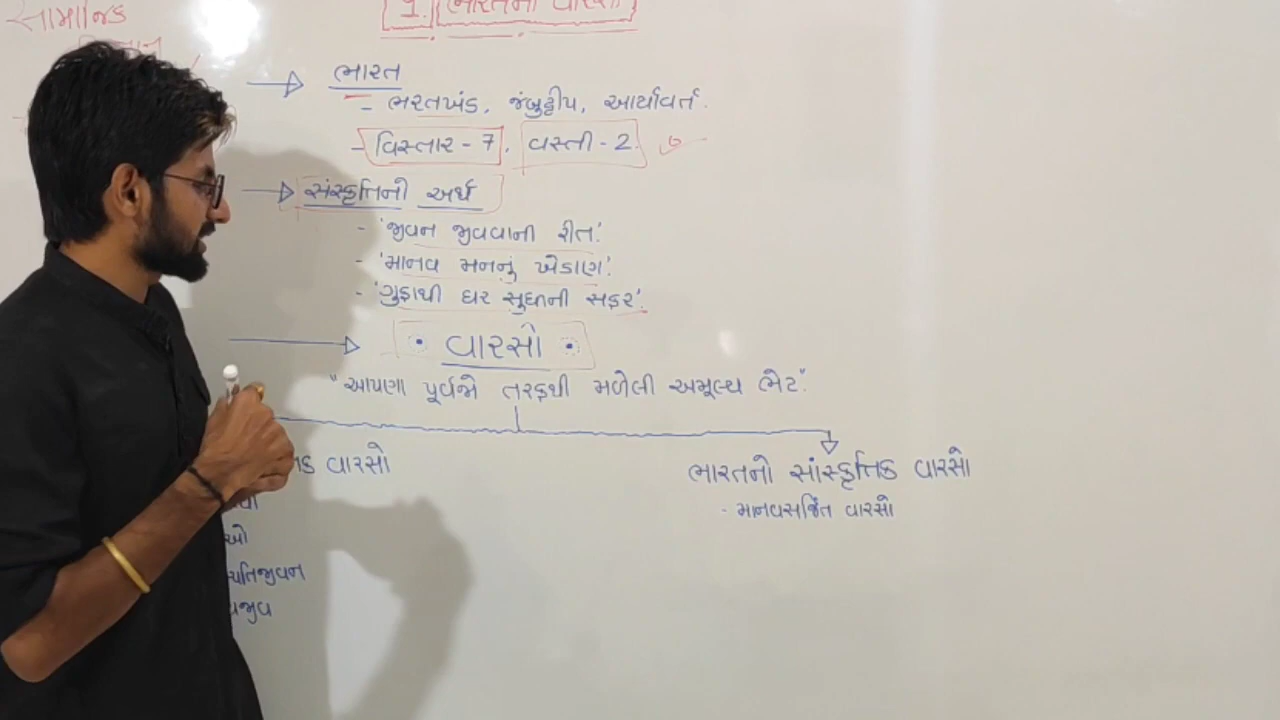 સામાજિક
1. ભારતનો વારસો
ભારત
- ભરતખંડ, જંબુદ્વીપ, આર્યાવર્ત.
- વિસ્તાર - 7, વસ્તી - 2.
સંસ્કૃતિનો અર્થ
- 'જીવન જીવવાની રીત'.
- 'માનવ મનનું ખેડાણ'.
- 'ગુફાથી ઘર સુધીની સફર'.
• વારસો •
"આપણા પૂર્વજો તરફથી મળેલી અમૂલ્ય ભેટ".
વારસો
ભારતનો સાંસ્કૃતિક વારસો
- માનવસર્જિત વારસો